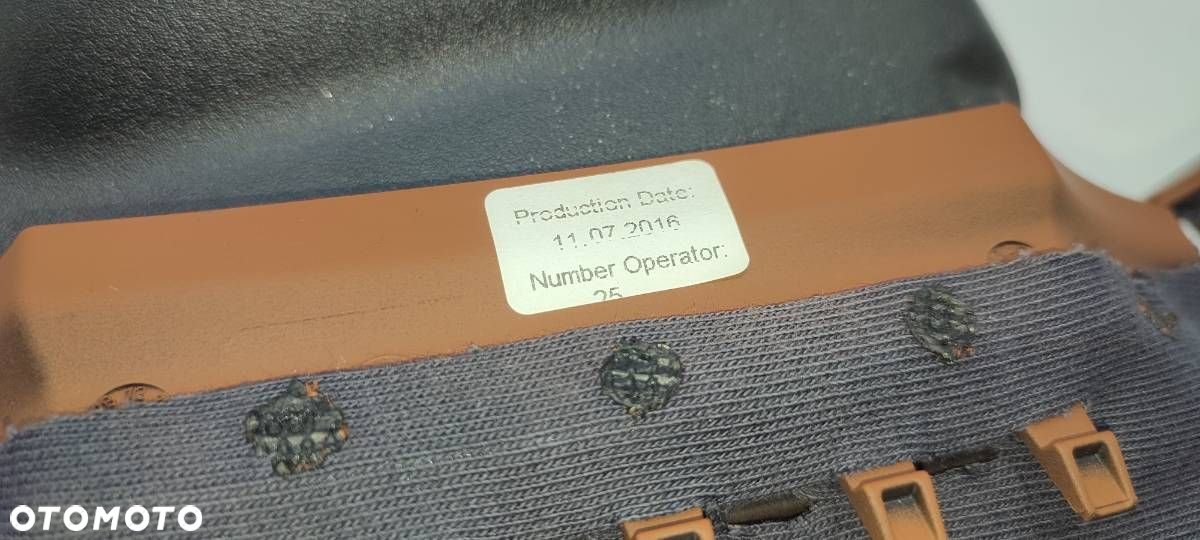 Production Date:
11.07.2016
Number Operator:
25
OTOMOTO